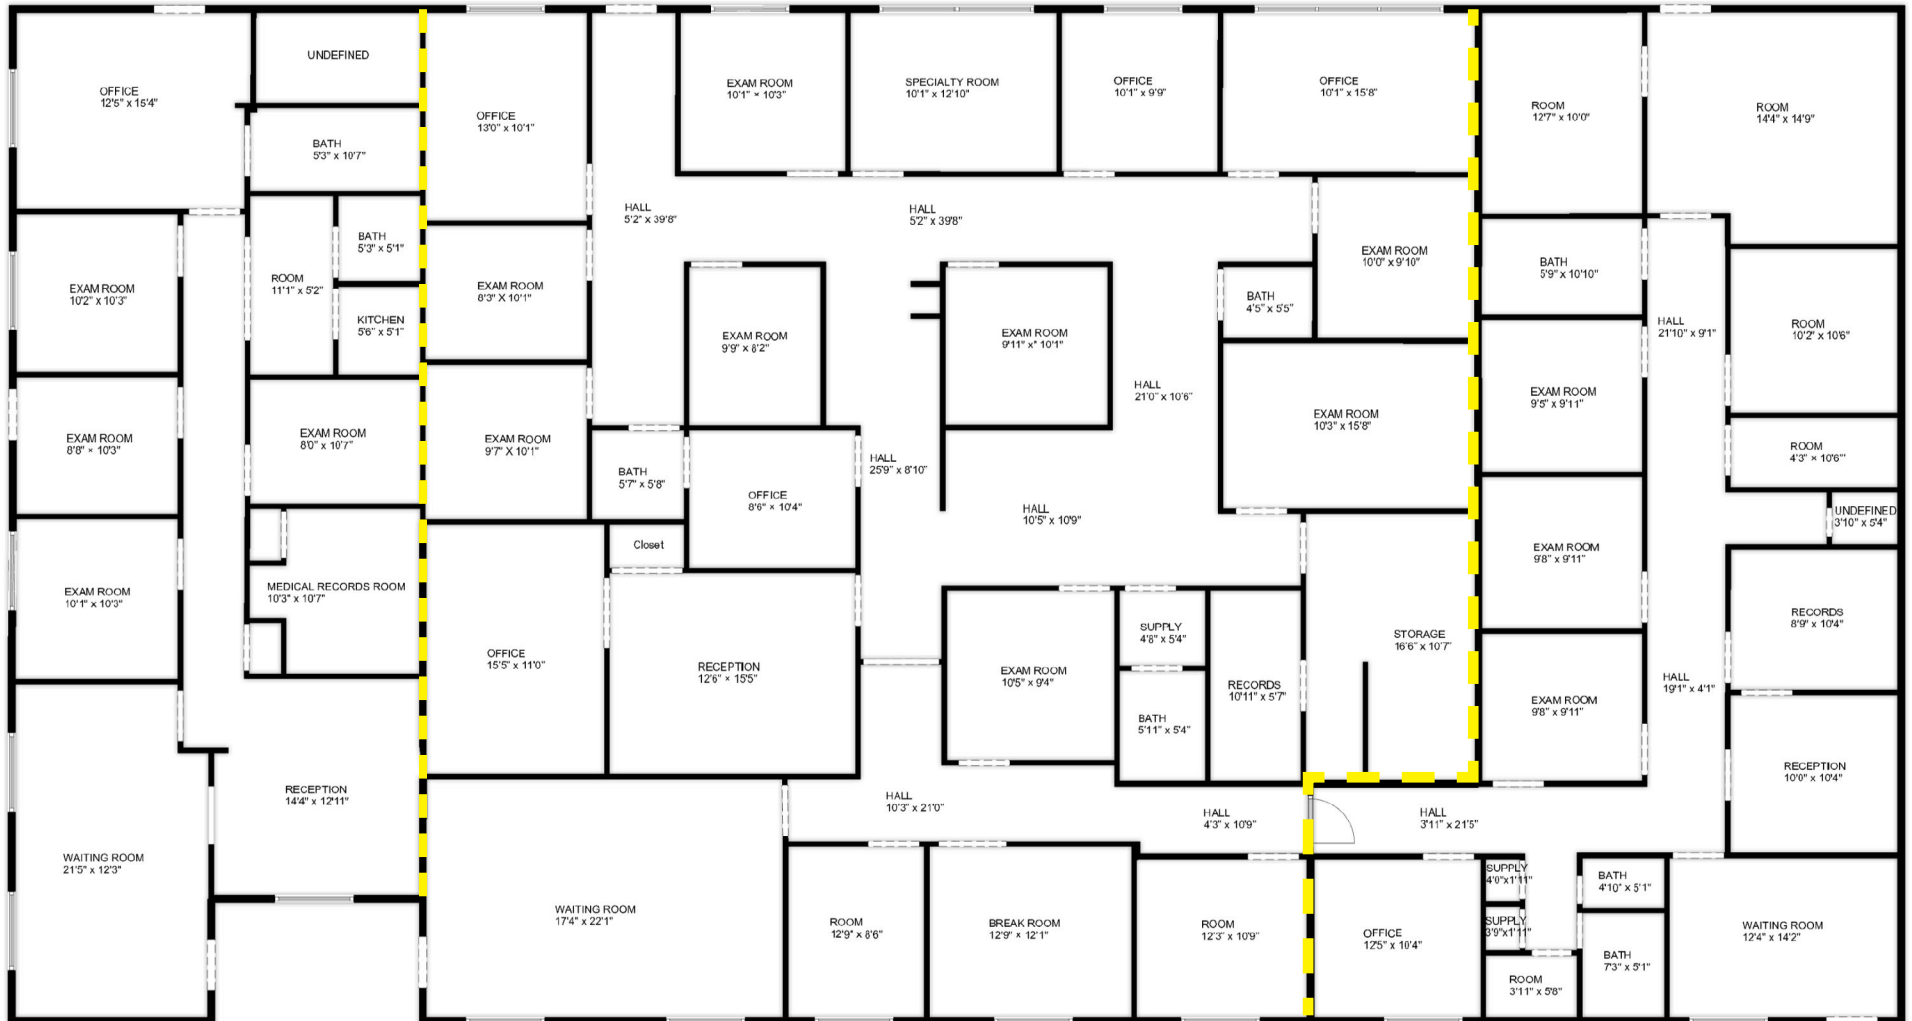 OFFICE
12'5" x 15'4"
UNDEFINED
BATH
5'3" x 10'7"
EXAM ROOM
10'2" x 10'3"
ROOM
11'1" x 5'2"
BATH
5'3" x 5'1"
KITCHEN
5'6" x 5'1"
EXAM ROOM
8'8" x 10'3"
EXAM ROOM
8'0" x 10'7"
EXAM ROOM
10'1" x 10'3"
MEDICAL RECORDS ROOM
10'3" x 10'7"
RECEPTION
14'4" x 12'11"
WAITING ROOM
21'5" x 12'3"
OFFICE
13'0" x 10'1"
EXAM ROOM
10'1" x 10'3"
SPECIALTY ROOM
10'1" x 12'10"
OFFICE
10'1" x 9'9"
OFFICE
10'1" x 15'8"
HALL
5'2" x 39'8"
HALL
5'2" x 39'8"
EXAM ROOM
8'3" X 10'1"
EXAM ROOM
10'0" x 9'10"
BATH
4'5" x 5'5"
EXAM ROOM
9'9" x 8'2"
EXAM ROOM
9'11" x" 10'1"
HALL
21'0" x 10'6"
EXAM ROOM
10'3" x 15'8"
EXAM ROOM
9'7" X 10'1"
BATH
5'7" x 5'8"
OFFICE
8'6" x 10'4"
HALL
25'9" x 8'10"
HALL
10'5" x 10'9"
Closet
OFFICE
15'5" x 11'0"
RECEPTION
12'6" x 15'5"
EXAM ROOM
10'5" x 9'4"
SUPPLY
4'8" x 5'4"
BATH
5'11" x 5'4"
RECORDS
10'11" x 5'7"
STORAGE
16'6" x 10'7"
HALL
10'3" x 21'0"
HALL
4'3" x 10'9"
WAITING ROOM
17'4" x 22'1"
ROOM
12'9" x 8'6"
BREAK ROOM
12'9" x 12'1"
ROOM
12'3" x 10'9"
ROOM
12'7" x 10'0"
ROOM
14'4" x 14'9"
BATH
5'9" x 10'10"
HALL
21'10" x 9'1"
ROOM
10'2" x 10'6"
EXAM ROOM
9'5" x 9'11"
ROOM
4'3" x 10'6"
UNDEFINED
3'10" x 5'4"
EXAM ROOM
9'8" x 9'11"
RECORDS
8'9" x 10'4"
EXAM ROOM
9'8" x 9'11"
HALL
19'1" x 4'1"
RECEPTION
10'0" x 10'4"
HALL
3'11" x 21'5"
SUPPLY
4'0"x1'11"
SUPPLY
3'9"x1'11"
BATH
4'10" x 5'1"
OFFICE
12'5" x 10'4"
ROOM
3'11" x 5'8"
BATH
7'3" x 5'1"
WAITING ROOM
12'4" x 14'2"